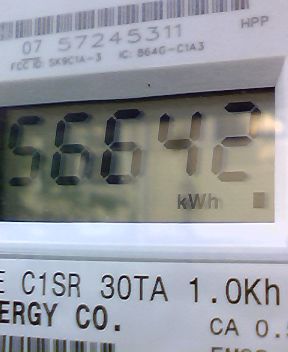 07 57245311
HPP
FCC ID: SK9C1A-3 IC: 864G-C1A3
56642
kWh
E C1SR 30TA 1.0Kh
ERGY CO.
CA 0.